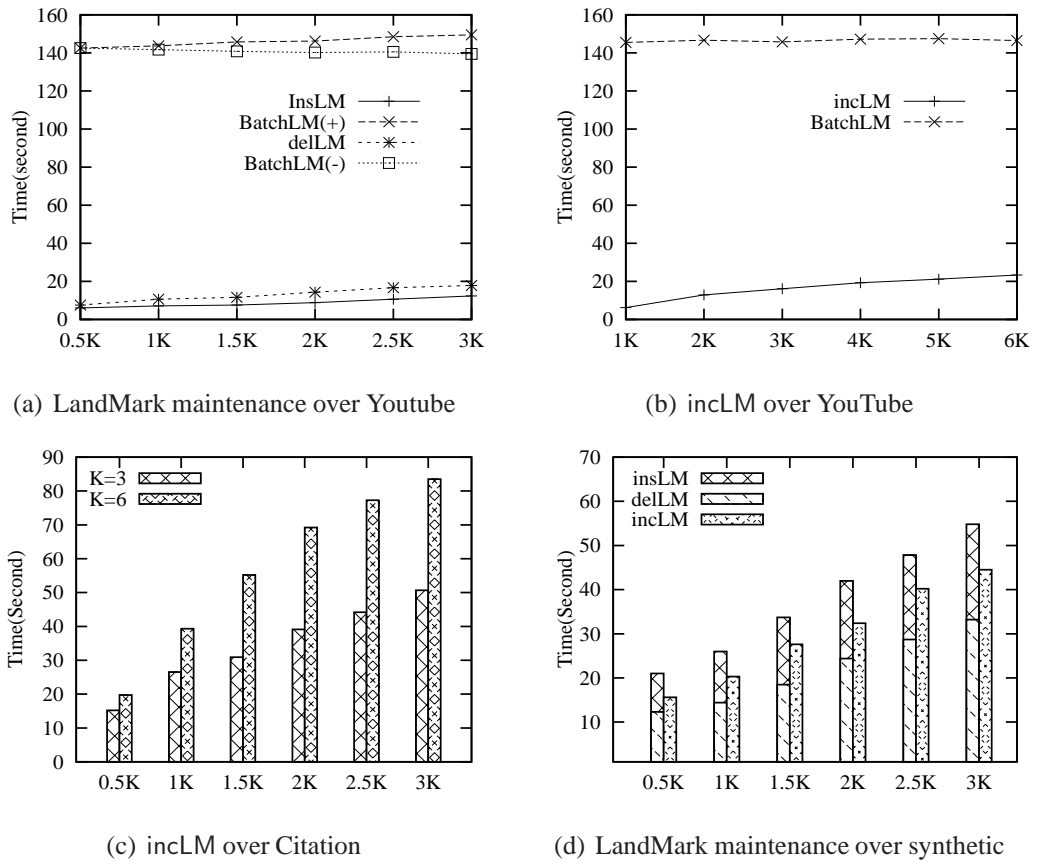 160
140
120
100
80
60
40
20
0
Time(second)
InsLM
BatchLM(+)
delLM
BatchLM(-)
0.5K 1K 1.5K 2K 2.5K 3K
(a) LandMark maintenance over Youtube
160
140
120
100
80
60
40
20
0
Time(second)
incLM
BatchLM
1K 2K 3K 4K 5K 6K
(b) incLM over YouTube
90
80
70
60
50
40
30
20
10
0
Time(Second)
K=3
K=6
0.5K 1K 1.5K 2K 2.5K 3K
(c) incLM over Citation
70
60
50
40
30
20
10
Time(Second)
insLM
delLM
incLM
0.5K 1K 1.5K 2K 2.5K 3K
(d) LandMark maintenance over synthetic